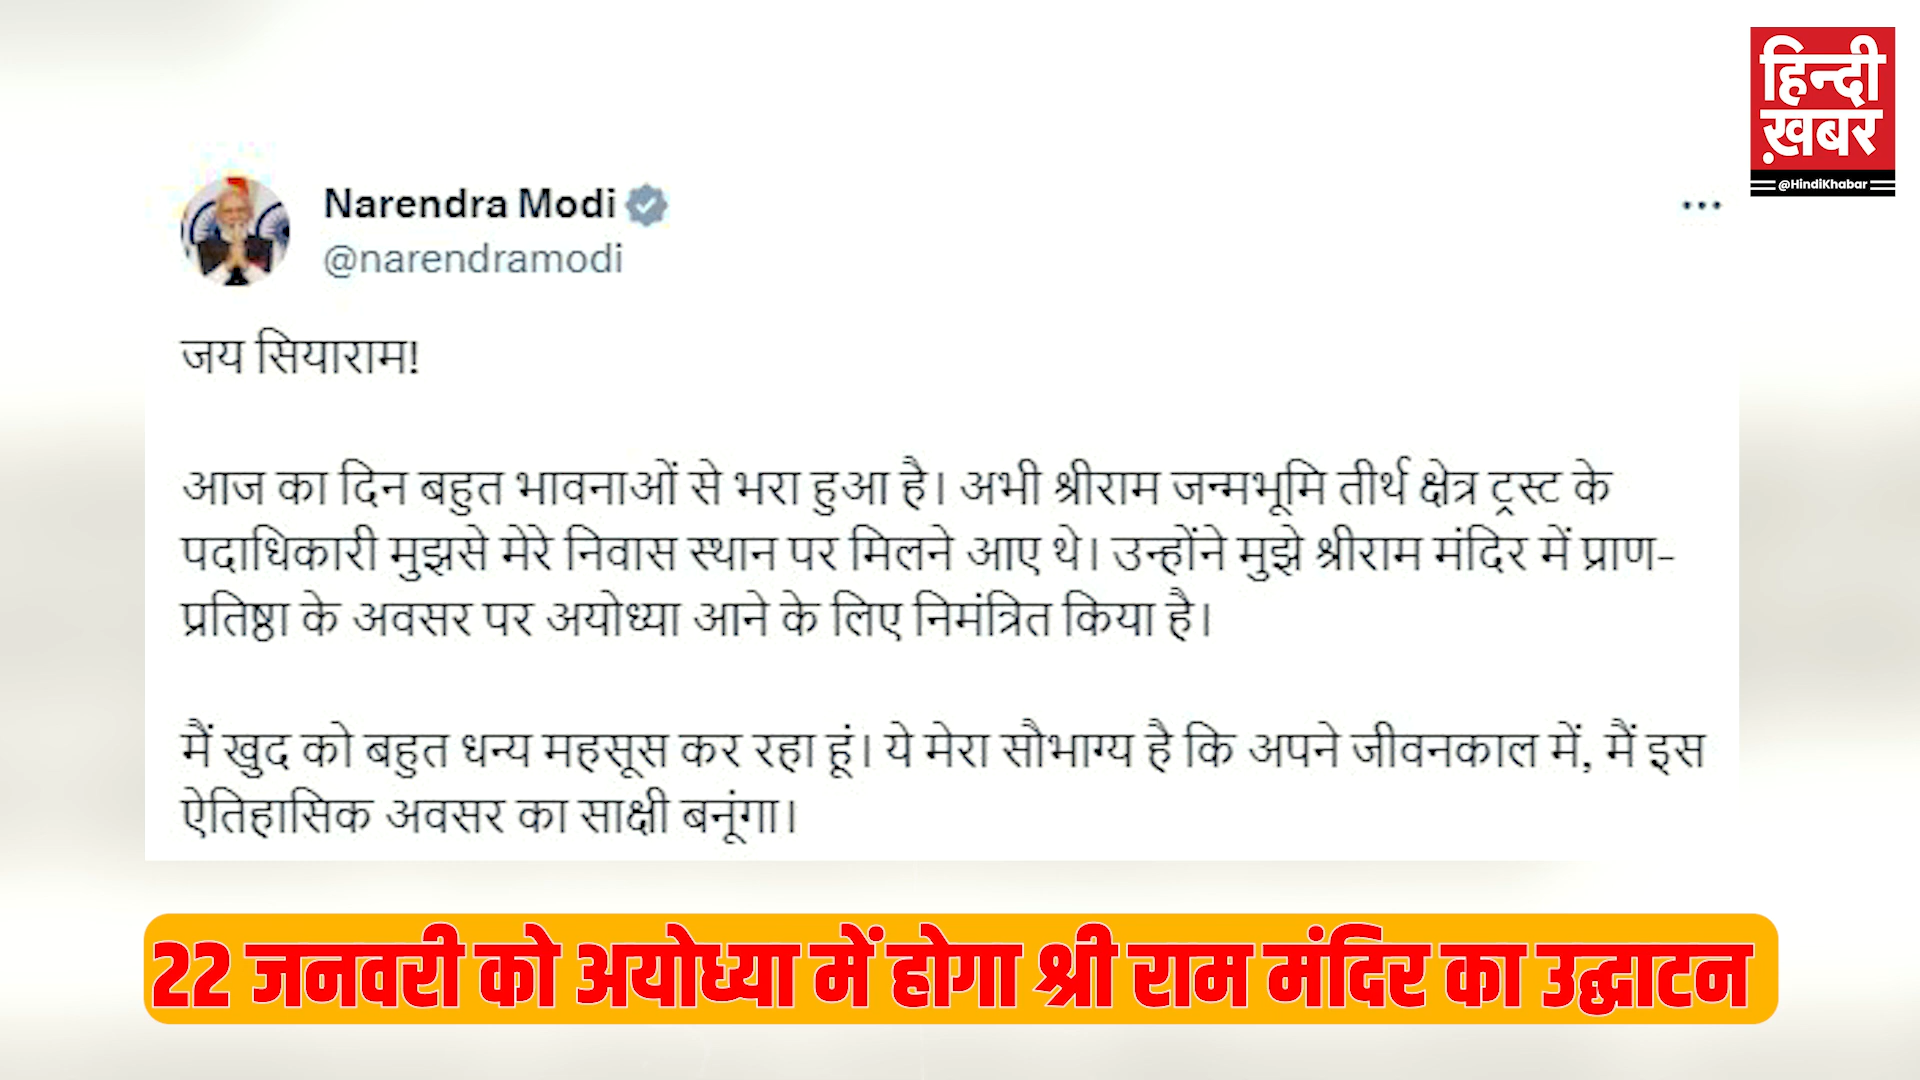 हिन्दी
ख़बर
@HindiKhabar
Narendra Modi
@narendramodi
जय सियाराम!
आज का दिन बहुत भावनाओं से भरा हुआ है। अभी श्रीराम जन्मभूमि तीर्थ क्षेत्र ट्रस्ट के
पदाधिकारी मुझसे मेरे निवास स्थान पर मिलने आए थे। उन्होंने मुझे श्रीराम मंदिर में प्राण-
प्रतिष्ठा के अवसर पर अयोध्या आने के लिए निमंत्रित किया है।
मैं खुद को बहुत धन्य महसूस कर रहा हूं। ये मेरा सौभाग्य है कि अपने जीवनकाल में, मैं इस
ऐतिहासिक अवसर का साक्षी बनूंगा।
22 जनवरी को अयोध्या में होगा श्री राम मंदिर का उद्घाटन